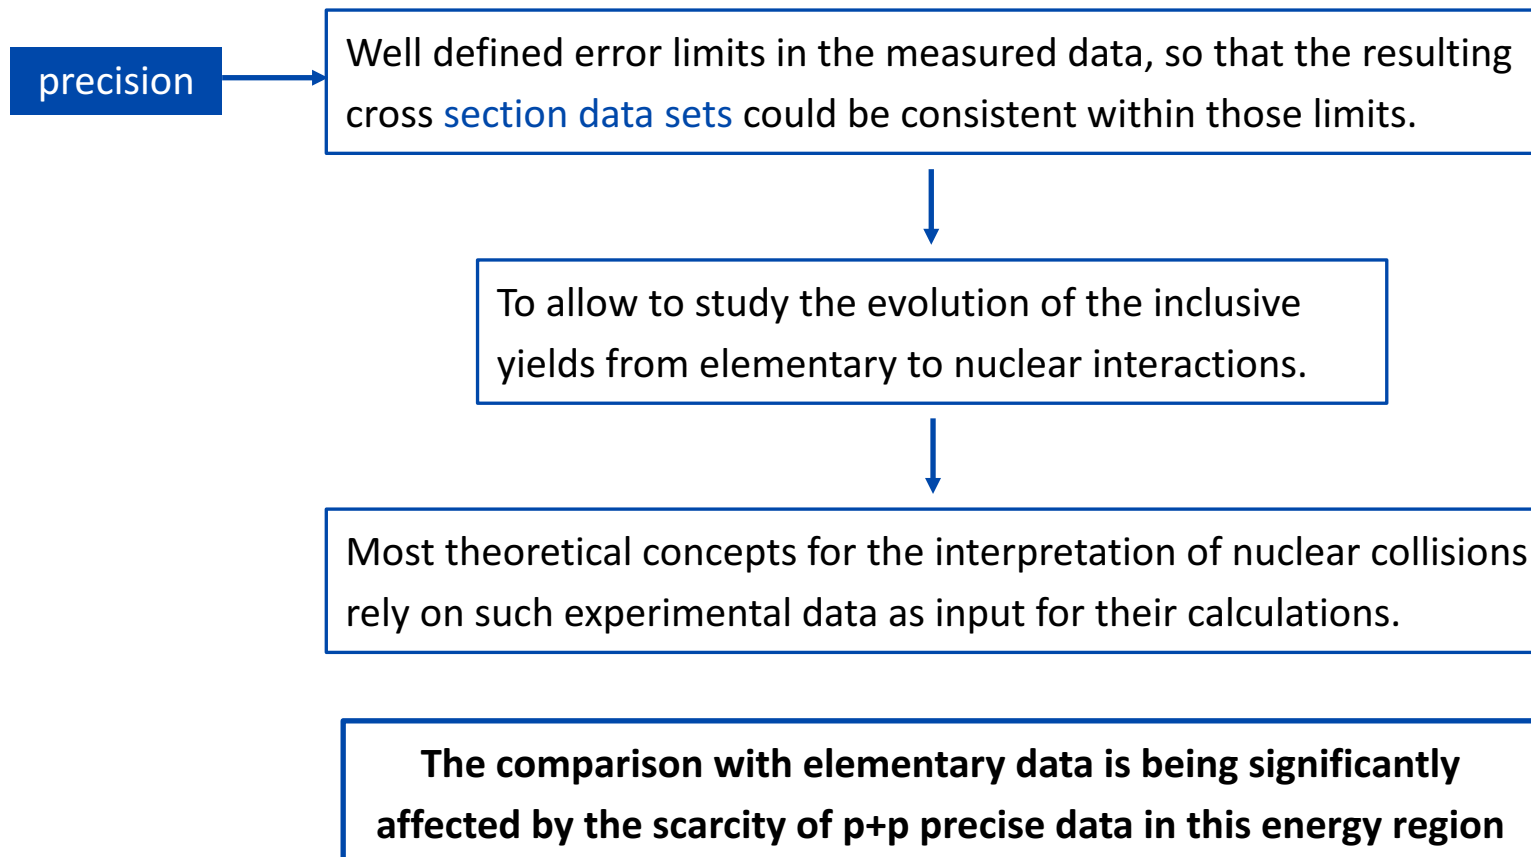 precision
Well defined error limits in the measured data, so that the resulting
cross section data sets could be consistent within those limits.
To allow to study the evolution of the inclusive
yields from elementary to nuclear interactions.
Most theoretical concepts for the interpretation of nuclear collisions
rely on such experimental data as input for their calculations.
The comparison with elementary data is being significantly
affected by the scarcity of p+p precise data in this energy region